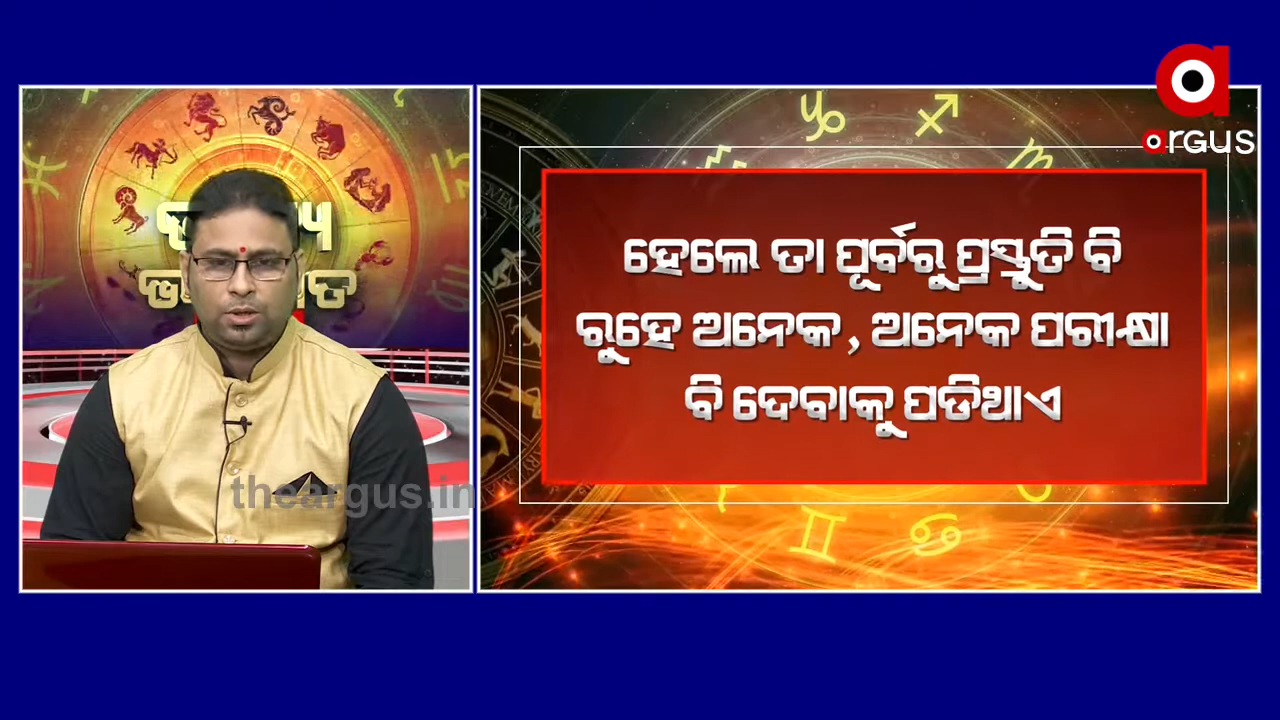 argus
ହେଲେ ତା ପୂର୍ବରୁ ପ୍ରସ୍ତୁତି ବି
ରୁହେ ଅନେକ , ଅନେକ ପରୀକ୍ଷା
ବି ଦେବାକୁ ପଡିଥାଏ
theargus.in